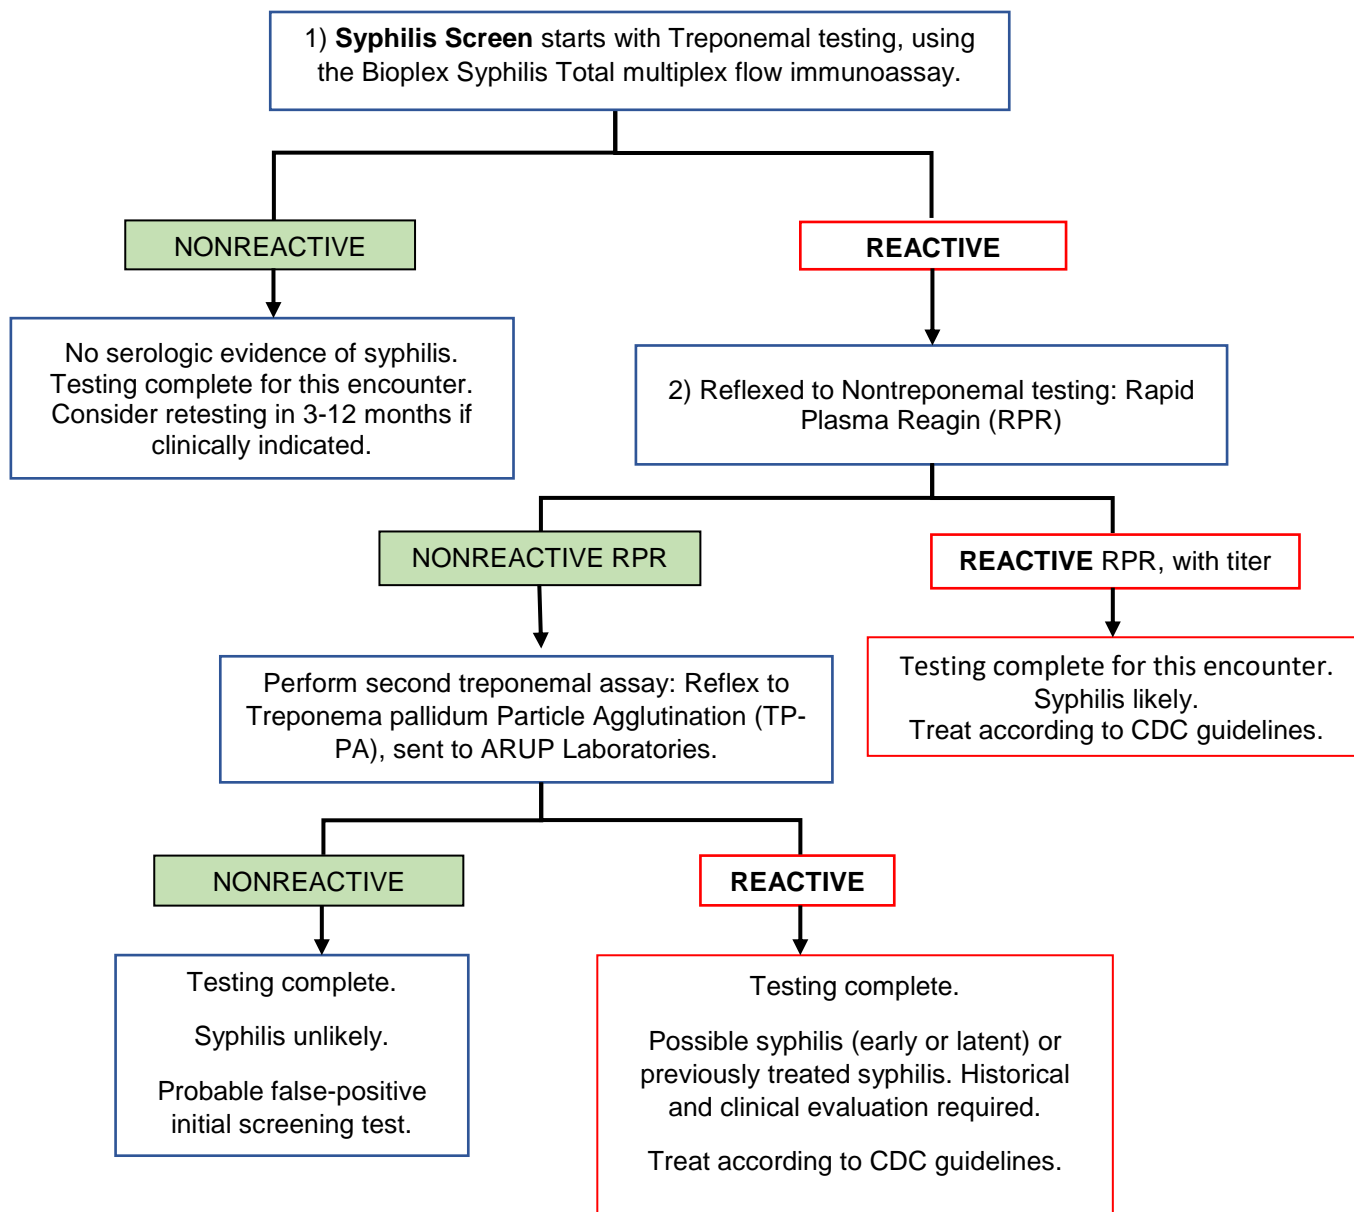 1) Syphilis Screen starts with Treponemal testing, using
the Bioplex Syphilis Total multiplex flow immunoassay.
NONREACTIVE
REACTIVE
No serologic evidence of syphilis.
Testing complete for this encounter.
Consider retesting in 3-12 months if
clinically indicated.
2) Reflexed to Nontreponemal testing: Rapid
Plasma Reagin (RPR)
NONREACTIVE RPR
REACTIVE RPR, with titer
Perform second treponemal assay: Reflex to
Treponema pallidum Particle Agglutination (TP-
PA), sent to ARUP Laboratories.
Testing complete for this encounter.
Syphilis likely.
Treat according to CDC guidelines.
NONREACTIVE
REACTIVE
Testing complete.
Syphilis unlikely.
Probable false-positive
initial screening test.
Testing complete.
Possible syphilis (early or latent) or
previously treated syphilis. Historical
and clinical evaluation required.
Treat according to CDC guidelines.